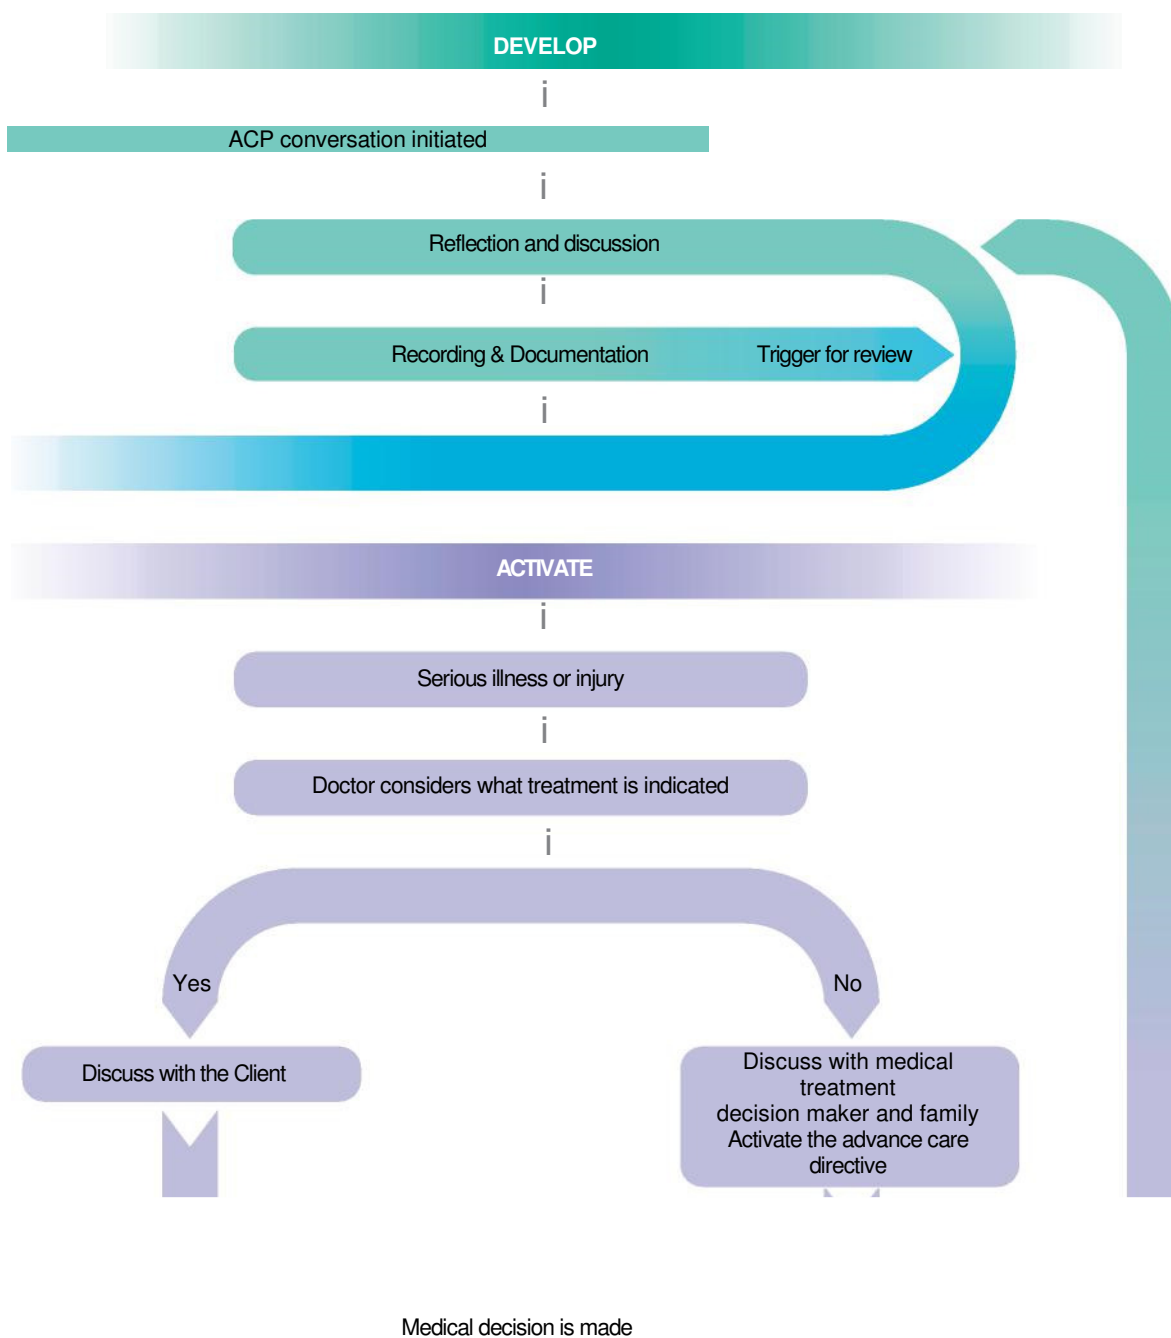 DEVELOP
i
ACP conversation initiated
i
Reflection and discussion
i
Recording & Documentation Trigger for review
i
ACTIVATE
i
Serious illness or injury
i
Doctor considers what treatment is indicated
i
Yes
No
Discuss with the Client
Discuss with medical
treatment
decision maker and family
Activate the advance care
directive
Medical decision is made